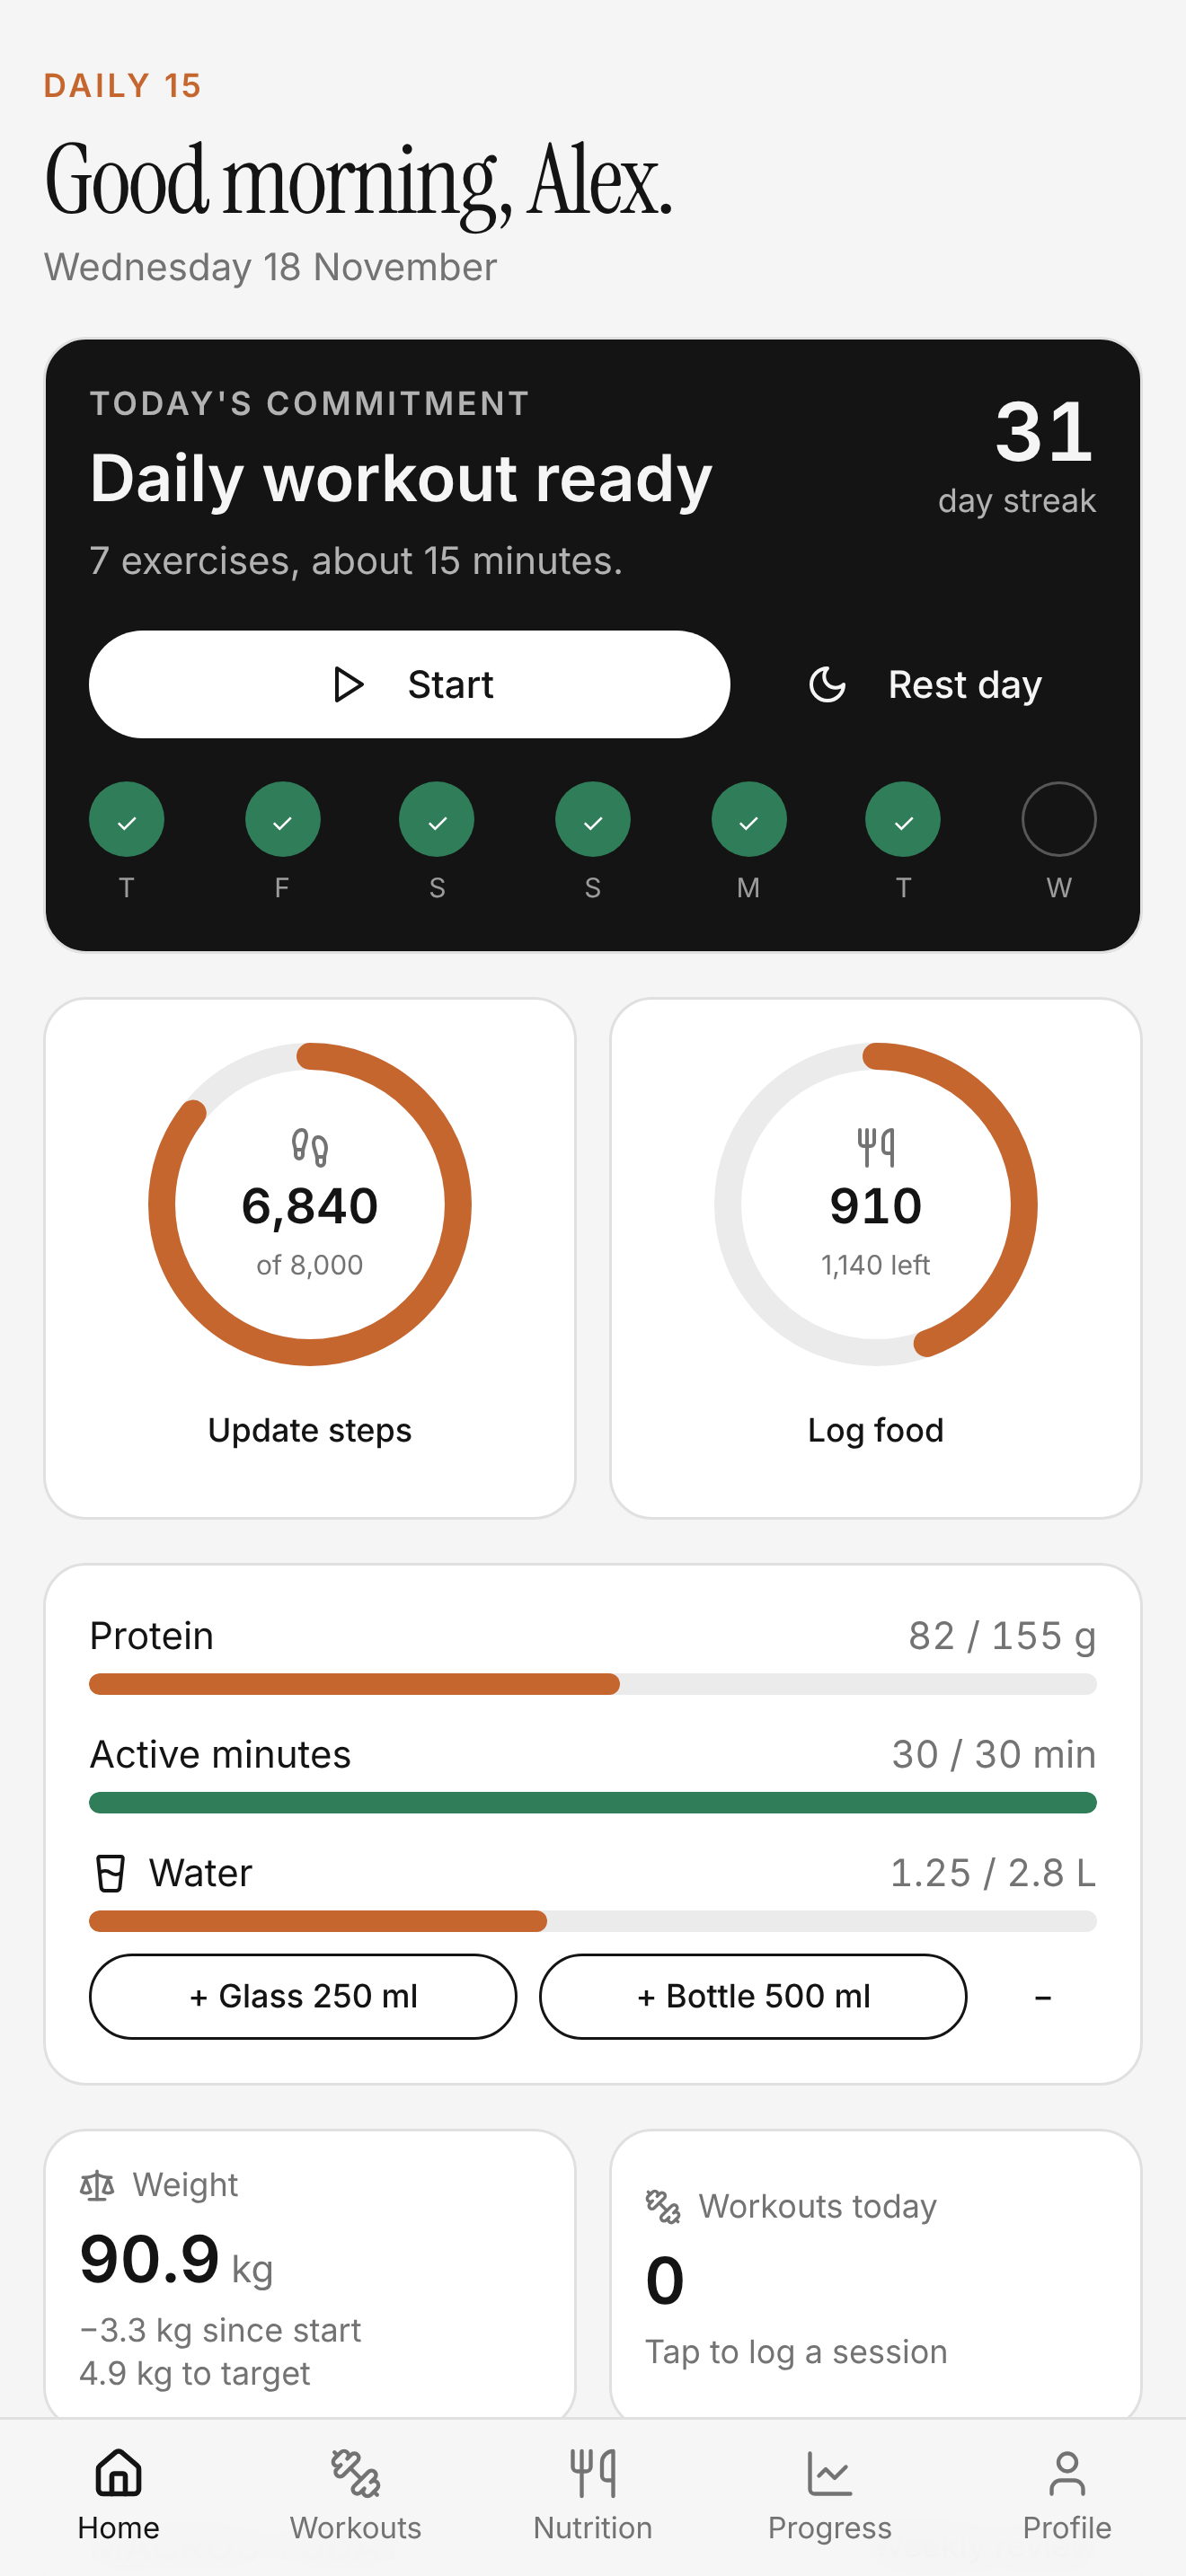 DAILY 15
Good morning, Alex.
Wednesday 18 November
TODAY'S COMMITMENT
Daily workout ready
7 exercises, about 15 minutes.
31
day streak
Start
Rest day
T F S S M T W
6,840
of 8,000
Update steps
910
1,140 left
Log food
Protein 82 / 155 g
Active minutes 30 / 30 min
Water 1.25 / 2.8 L
+ Glass 250 ml
+ Bottle 500 ml
−
Weight
90.9 kg
−3.3 kg since start
4.9 kg to target
Workouts today
0
Tap to log a session
Home Workouts Nutrition Progress Profile